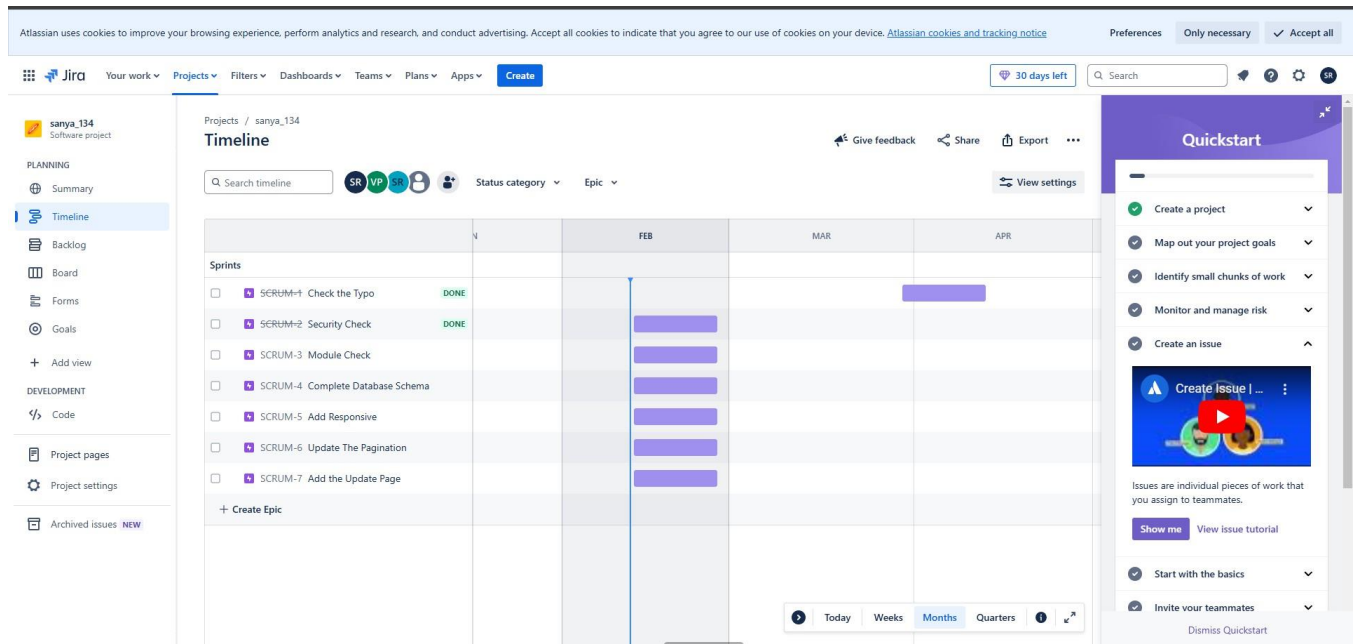 Atlassian uses cookies to improve your browsing experience, perform analytics and research, and conduct advertising. Accept all cookies to indicate that you agree to our use of cookies on your device. Atlassian cookies and tracking notice
Preferences
Only necessary
Accept all
Jira
Your work
Projects
Filters
Dashboards
Teams
Plans
Apps
Create
30 days left
Search
SR
sanya_134
Software project
PLANNING
Summary
Timeline
Backlog
Board
Forms
Goals
Add view
DEVELOPMENT
Code
Project pages
Project settings
Archived issues NEW
Projects / sanya_134
Timeline
Give feedback
Share
Export
Search timeline
SR VP SR
Status category
Epic
View settings
N FEB MAR APR
Sprints
SCRUM-1 Check the Typo DONE
SCRUM-2 Security Check DONE
SCRUM-3 Module Check
SCRUM-4 Complete Database Schema
SCRUM-5 Add Responsive
SCRUM-6 Update The Pagination
SCRUM-7 Add the Update Page
+ Create Epic
Today
Weeks
Months
Quarters
Quickstart
Create a project
Map out your project goals
Identify small chunks of work
Monitor and manage risk
Create an issue
Create Issue | ...
Issues are individual pieces of work that
you assign to teammates.
Show me
View issue tutorial
Start with the basics
Invite your teammates
Dismiss Quickstart